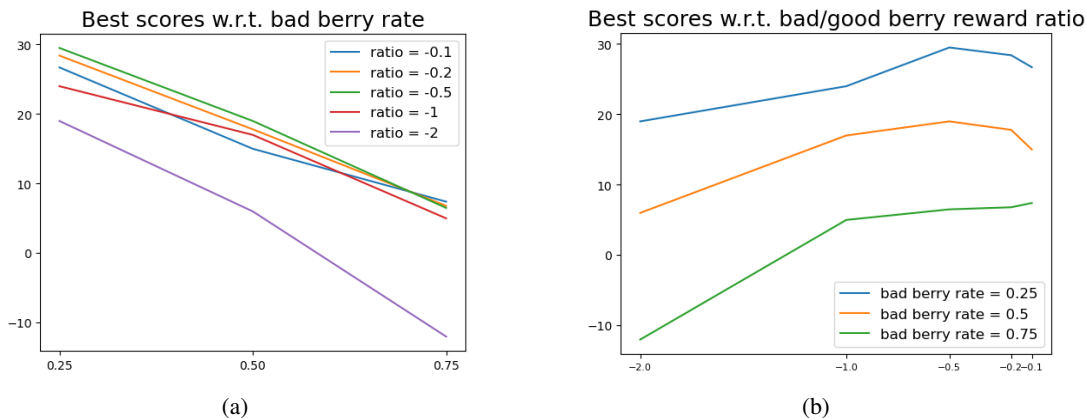 Best scores w.r.t. bad berry rate
30
20
10
0
−10
0.25
0.50
0.75
ratio = -0.1
ratio = -0.2
ratio = -0.5
ratio = -1
ratio = -2
(a)
Best scores w.r.t. bad/good berry reward ratio
30
20
10
0
−10
−2.0
−1.0
−0.5
−0.2
−0.1
bad berry rate = 0.25
bad berry rate = 0.5
bad berry rate = 0.75
(b)